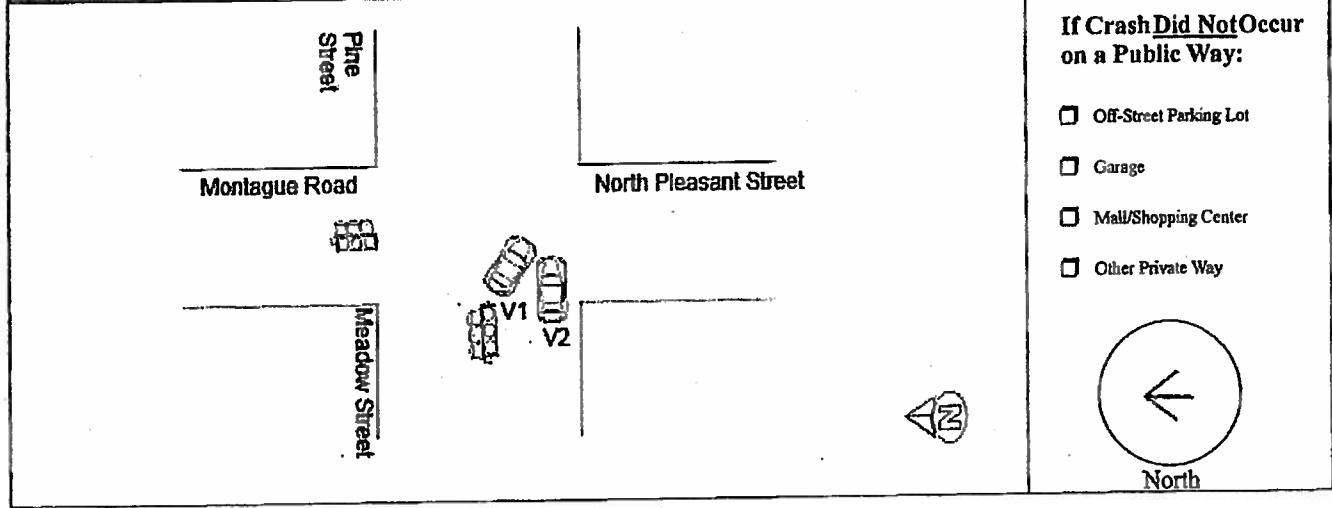 Pine
Street
Montague Road
North Pleasant Street
V1
V2
Meadow Street
N
If Crash Did Not Occur
on a Public Way:
Off-Street Parking Lot
Garage
Mall/Shopping Center
Other Private Way
North